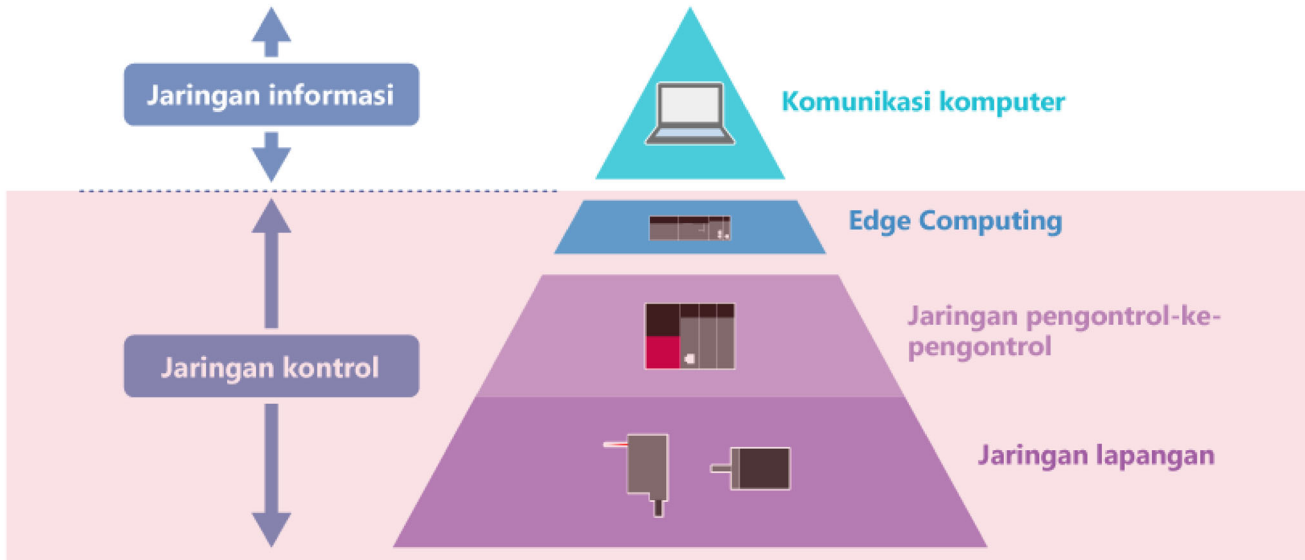 Jaringan informasi
Komunikasi komputer
Edge Computing
Jaringan pengontrol-ke-
pengontrol
Jaringan kontrol
Jaringan lapangan